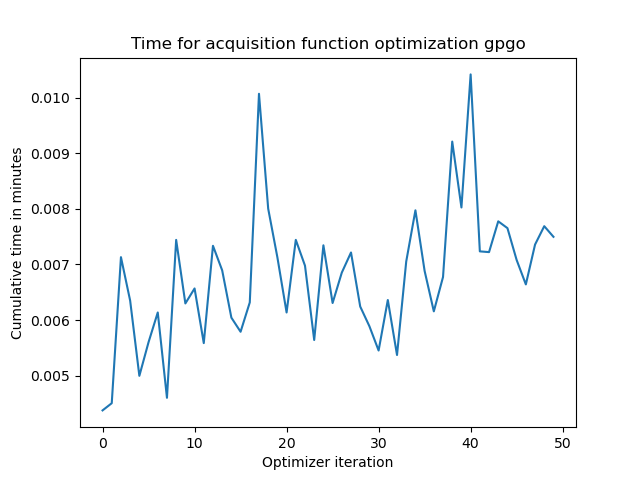 Time for acquisition function optimization gpgo
Cumulative time in minutes
0.010
0.009
0.008
0.007
0.006
0.005
0 10 20 30 40 50
Optimizer iteration